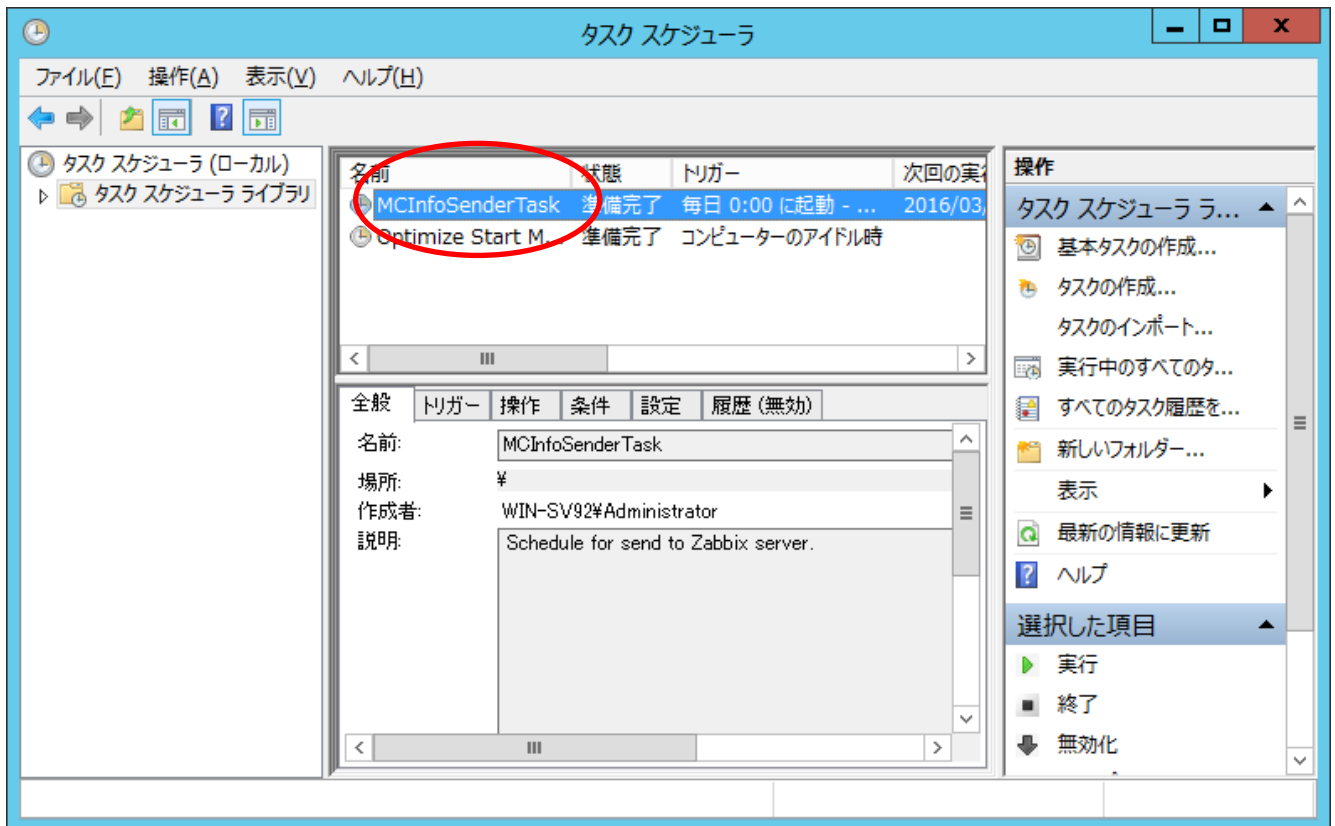 タスク スケジューラ
ファイル(F) 操作(A) 表示(V) ヘルプ(H)
タスク スケジューラ (ローカル)
タスク スケジューラ ライブラリ
名前 状態 トリガー 次回の実行
MCInfoSenderTask 準備完了 毎日 0:00 に起動 - ... 2016/03/
Optimize Start M... 準備完了 コンピューターのアイドル時
全般 トリガー 操作 条件 設定 履歴 (無効)
名前: MCInfoSenderTask
場所: ¥
作成者: WIN-SV92¥Administrator
説明: Schedule for send to Zabbix server.
操作
タスク スケジューラ ラ...
基本タスクの作成...
タスクの作成...
タスクのインポート...
実行中のすべてのタ...
すべてのタスク履歴を...
新しいフォルダー...
表示
最新の情報に更新
ヘルプ
選択した項目
実行
終了
無効化